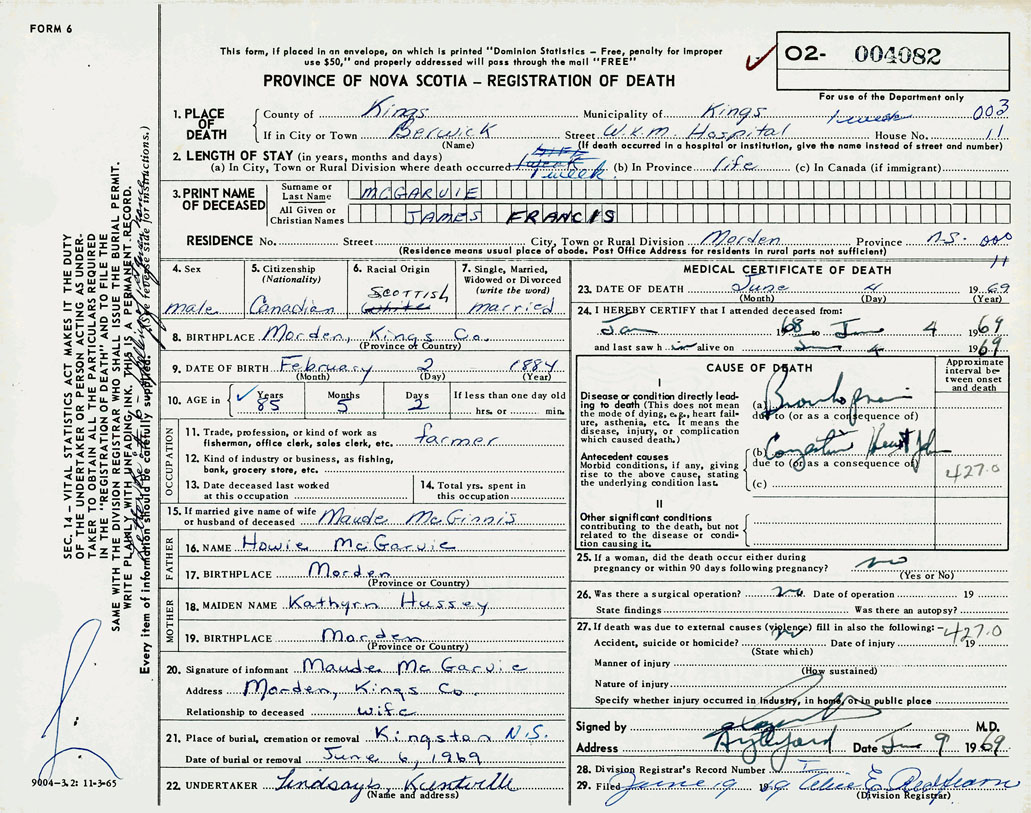 FORM 6
This form, if placed in an envelope, on which is printed "Dominion Statistics – Free, penalty for improper
use $50," and properly addressed will pass through the mail "FREE"
PROVINCE OF NOVA SCOTIA – REGISTRATION OF DEATH
O2- 004082
For use of the Department only
1. PLACE OF DEATH
County of Kings Municipality of Kings 1 week 003
If in City or Town Berwick Street W.K.M. Hospital House No. 11
(Name) (If death occurred in a hospital or institution, give the name instead of street and number)
2. LENGTH OF STAY (in years, months and days)
(a) In City, Town or Rural Division where death occurred 1 week (b) In Province life (c) In Canada (if immigrant)
3. PRINT NAME OF DECEASED
Surname or Last Name MCGARVIE
All Given or Christian Names JAMES FRANCIS
RESIDENCE No. Street City, Town or Rural Division Morden Province N.S. 000
(Residence means usual place of abode. Post Office Address for residents in rural parts not sufficient) 11
4. Sex male
5. Citizenship (Nationality) Canadian
6. Racial Origin SCOTTISH White
7. Single, Married, Widowed or Divorced (write the word) married
8. BIRTHPLACE Morden, Kings Co.
(Province or Country)
9. DATE OF BIRTH February 2 1884
(Month) (Day) (Year)
10. AGE in Years 85 Months 5 Days 2 If less than one day old hrs. or min.
OCCUPATION
11. Trade, profession, or kind of work as fisherman, office clerk, sales clerk, etc. farmer
12. Kind of industry or business, as fishing, bank, grocery store, etc.
13. Date deceased last worked at this occupation
14. Total yrs. spent in this occupation
15. If married give name of wife or husband of deceased Maude McGinnis
FATHER
16. NAME Howie McGarvie
17. BIRTHPLACE Morden
(Province or Country)
MOTHER
18. MAIDEN NAME Kathyrn Hussey
19. BIRTHPLACE Morden
(Province or Country)
20. Signature of informant Maude McGarvie
Address Morden, Kings Co.
Relationship to deceased wife
21. Place of burial, cremation or removal Kingston N.S.
Date of burial or removal June 6, 1969
22. UNDERTAKER Lindsay's Kentville
(Name and address)
MEDICAL CERTIFICATE OF DEATH
23. DATE OF DEATH June 4 1969
(Month) (Day) (Year)
24. I HEREBY CERTIFY that I attended deceased from:
Jan 1968 to June 4 1969
and last saw h im alive on June 4 1969
CAUSE OF DEATH
Approximate interval between onset and death
I
Disease or condition directly leading to death (This does not mean the mode of dying, e.g., heart failure, asthenia, etc. It means the disease, injury, or complication which caused death.)
(a)
due to (or as a consequence of)
Antecedent causes
Morbid conditions, if any, giving rise to the above cause, stating the underlying condition last.
(b) Congestive Heart
due to (or as a consequence of)
427.0
(c)
II
Other significant conditions
contributing to the death, but not related to the disease or condition causing it.
25. If a woman, did the death occur either during pregnancy or within 90 days following pregnancy? no
(Yes or No)
26. Was there a surgical operation? no Date of operation 19
State findings Was there an autopsy?
27. If death was due to external causes (violence) fill in also the following:- 427.0
Accident, suicide or homicide? no Date of injury 19
(State which)
Manner of injury
(How sustained)
Nature of injury
Specify whether injury occurred in industry, in home, or in public place
Signed by M.D.
Address Date June 9 1969
28. Division Registrar's Record Number
29. Filed June 9 19
(Division Registrar)
SEC. 14 – VITAL STATISTICS ACT MAKES IT THE DUTY
OF THE UNDERTAKER OR PERSON ACTING AS UNDER-
TAKER TO OBTAIN ALL THE PARTICULARS REQUIRED
IN THE "REGISTRATION OF DEATH" AND TO FILE THE
SAME WITH THE DIVISION REGISTRAR WHO SHALL ISSUE THE BURIAL PERMIT.
WRITE PLAINLY WITH UNFADING INK. THIS IS A PERMANENT RECORD.
Every item of information should be carefully supplied. (See reverse side for instructions.)
9004–3.2: 11-3-65